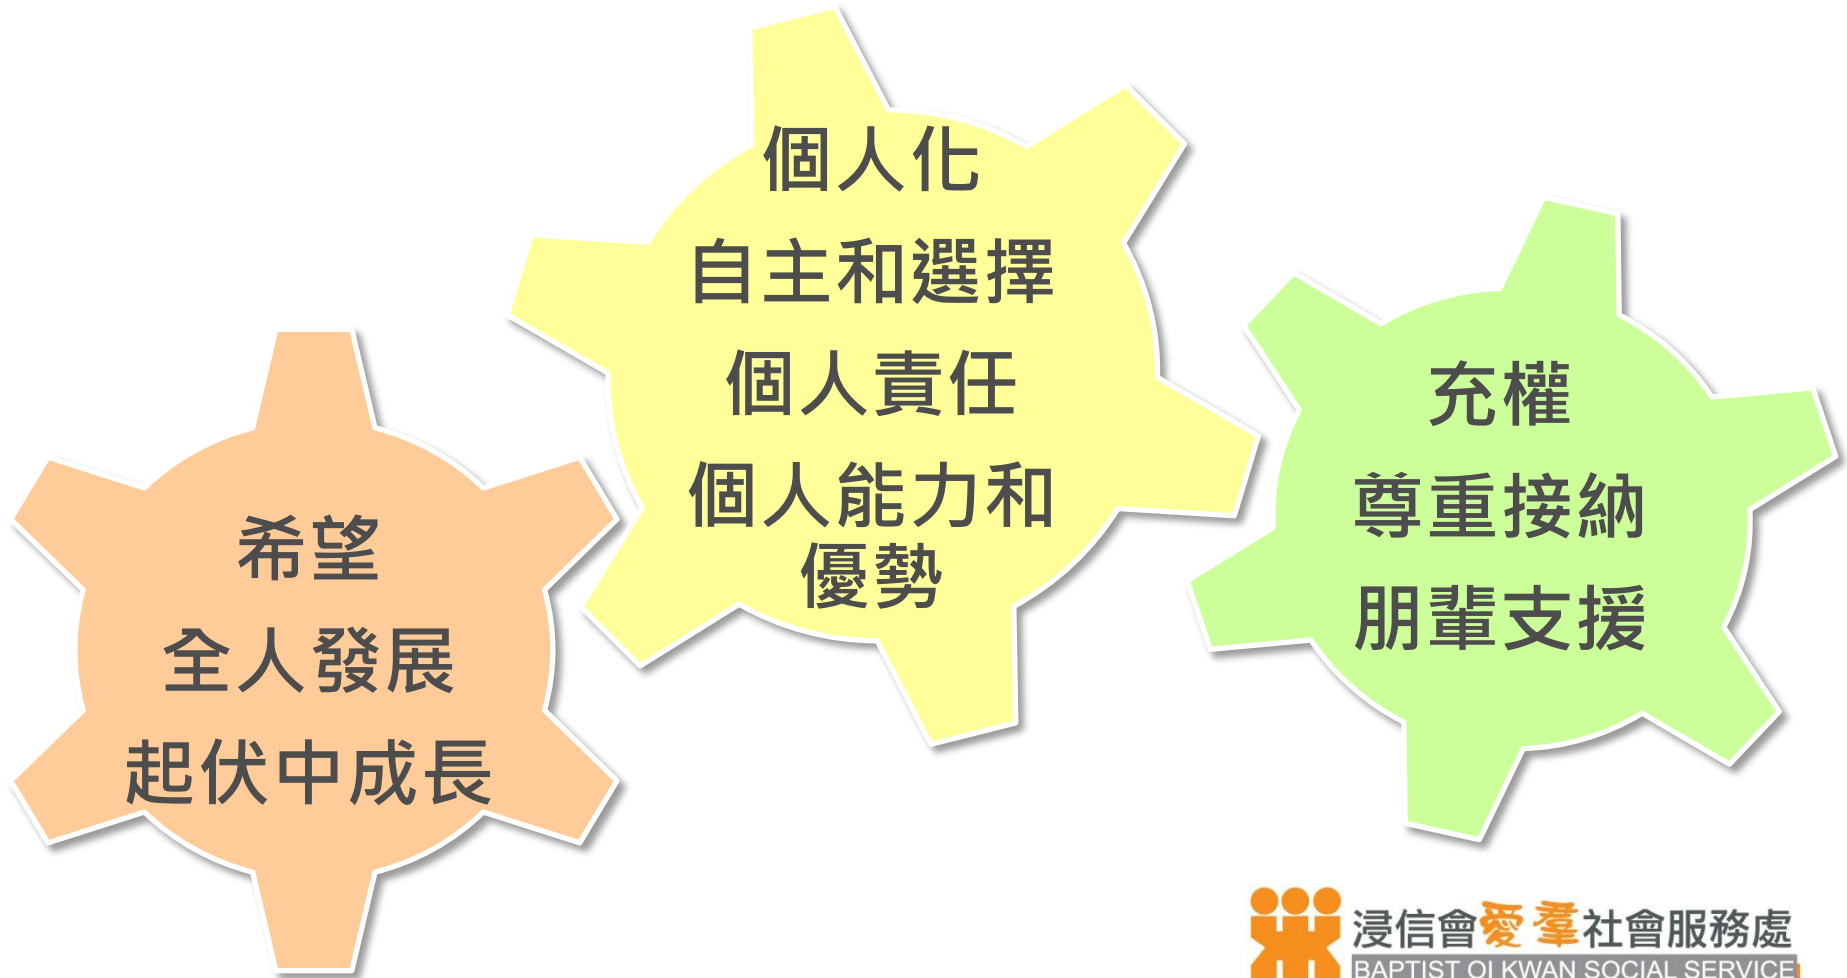 希望
全人發展
起伏中成長
個人化
自主和選擇
個人責任
個人能力和
優勢
充權
尊重接納
朋輩支援
浸信會愛羣社會服務處
BAPTIST OI KWAN SOCIAL SERVICE